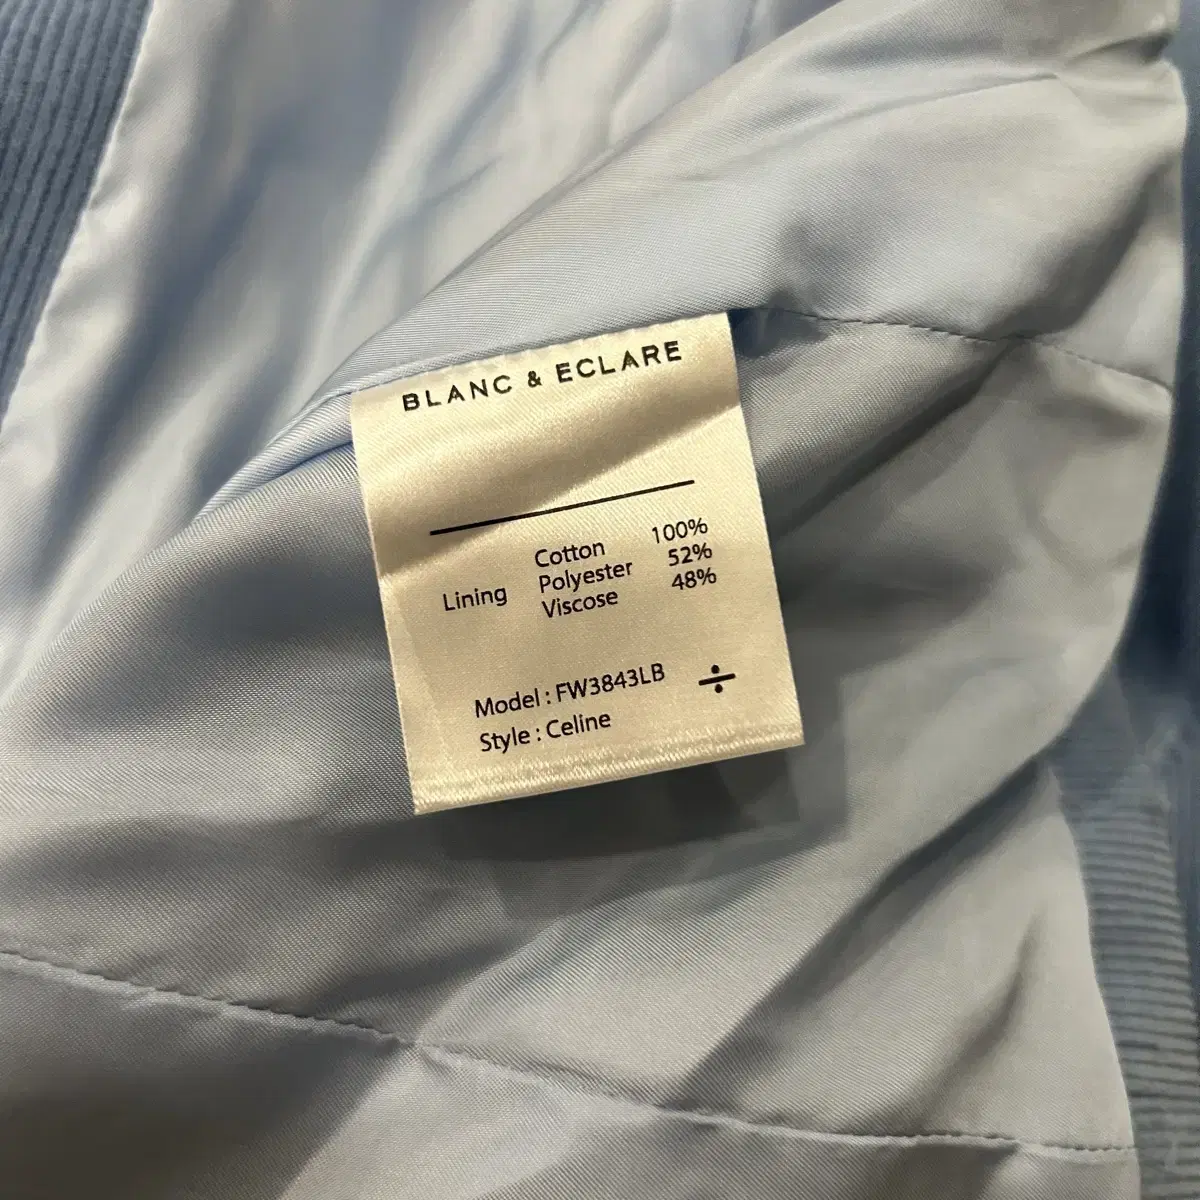 BLANC & ECLARE
Cotton 100%
Lining Polyester 52%
Viscose 48%
Model : FW3843LB
Style : Celine
÷